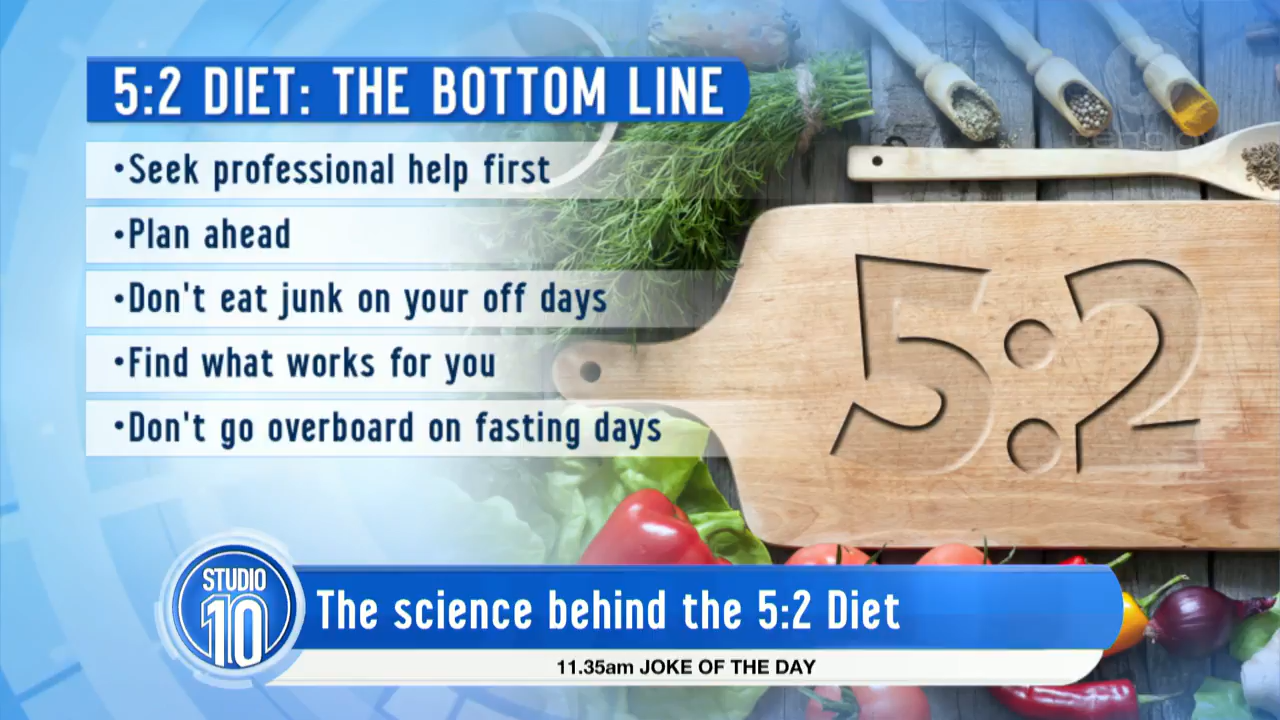 5:2 DIET: THE BOTTOM LINE
•Seek professional help first
•Plan ahead
•Don't eat junk on your off days
•Find what works for you
•Don't go overboard on fasting days
5:2
STUDIO
10
The science behind the 5:2 Diet
11.35am JOKE OF THE DAY